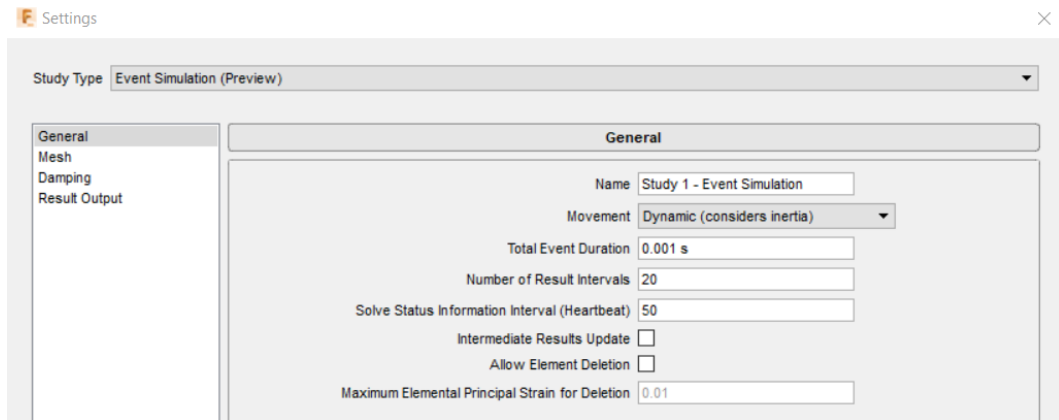 Settings
Study Type Event Simulation (Preview)
General
Mesh
Damping
Result Output
General
Name Study 1 - Event Simulation
Movement Dynamic (considers inertia)
Total Event Duration 0.001 s
Number of Result Intervals 20
Solve Status Information Interval (Heartbeat) 50
Intermediate Results Update
Allow Element Deletion
Maximum Elemental Principal Strain for Deletion 0.01